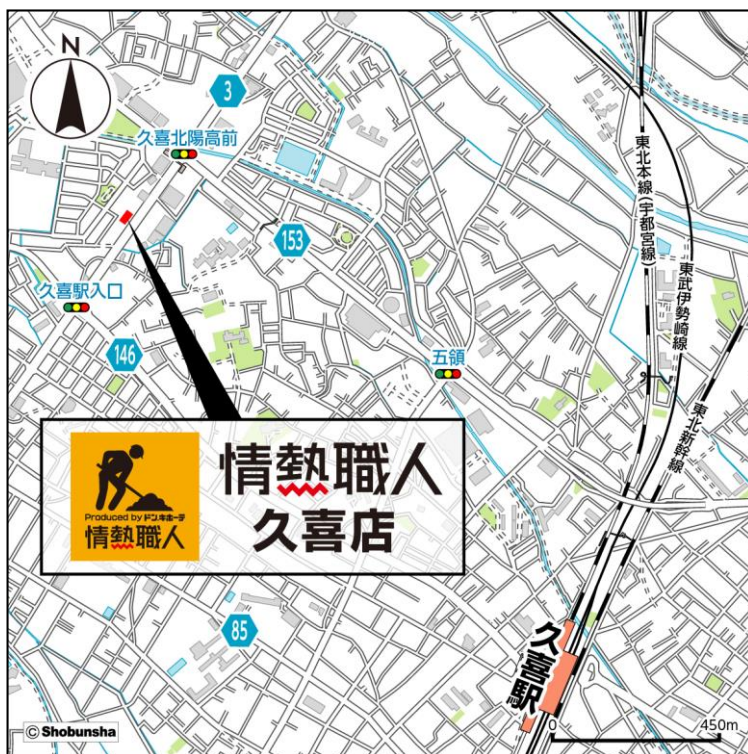 N
3
久喜北陽高前
153
久喜駅入口
146
五領
東北本線(宇都宮線)
東武伊勢崎線
東北新幹線
Produced by ドン・キホーテ
情熱職人
情熱職人
久喜店
85
久喜駅
0 450m
© Shobunsha